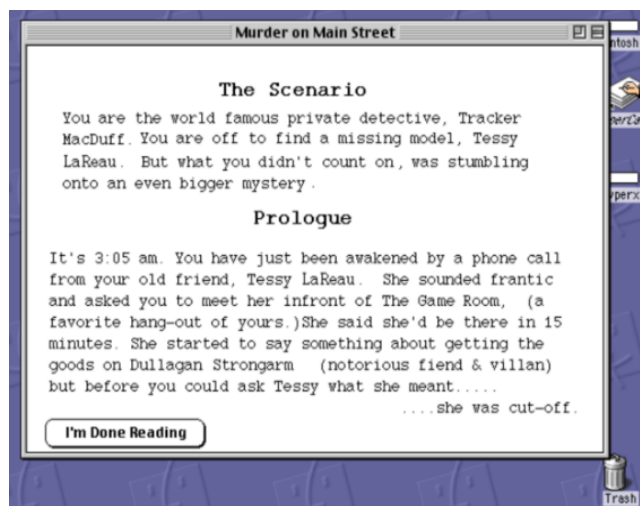 Murder on Main Street
The Scenario
You are the world famous private detective, Tracker
MacDuff. You are off to find a missing model, Tessy
LaReau. But what you didn't count on, was stumbling
onto an even bigger mystery.
Prologue
It's 3:05 am. You have just been awakened by a phone call
from your old friend, Tessy LaReau. She sounded frantic
and asked you to meet her infront of The Game Room, (a
favorite hang-out of yours.)She said she'd be there in 15
minutes. She started to say something about getting the
goods on Dullagan Strongarm (notorious fiend & villan)
but before you could ask Tessy what she meant.....
....she was cut-off.
I'm Done Reading
ntosh
perCa
yperx
Trash